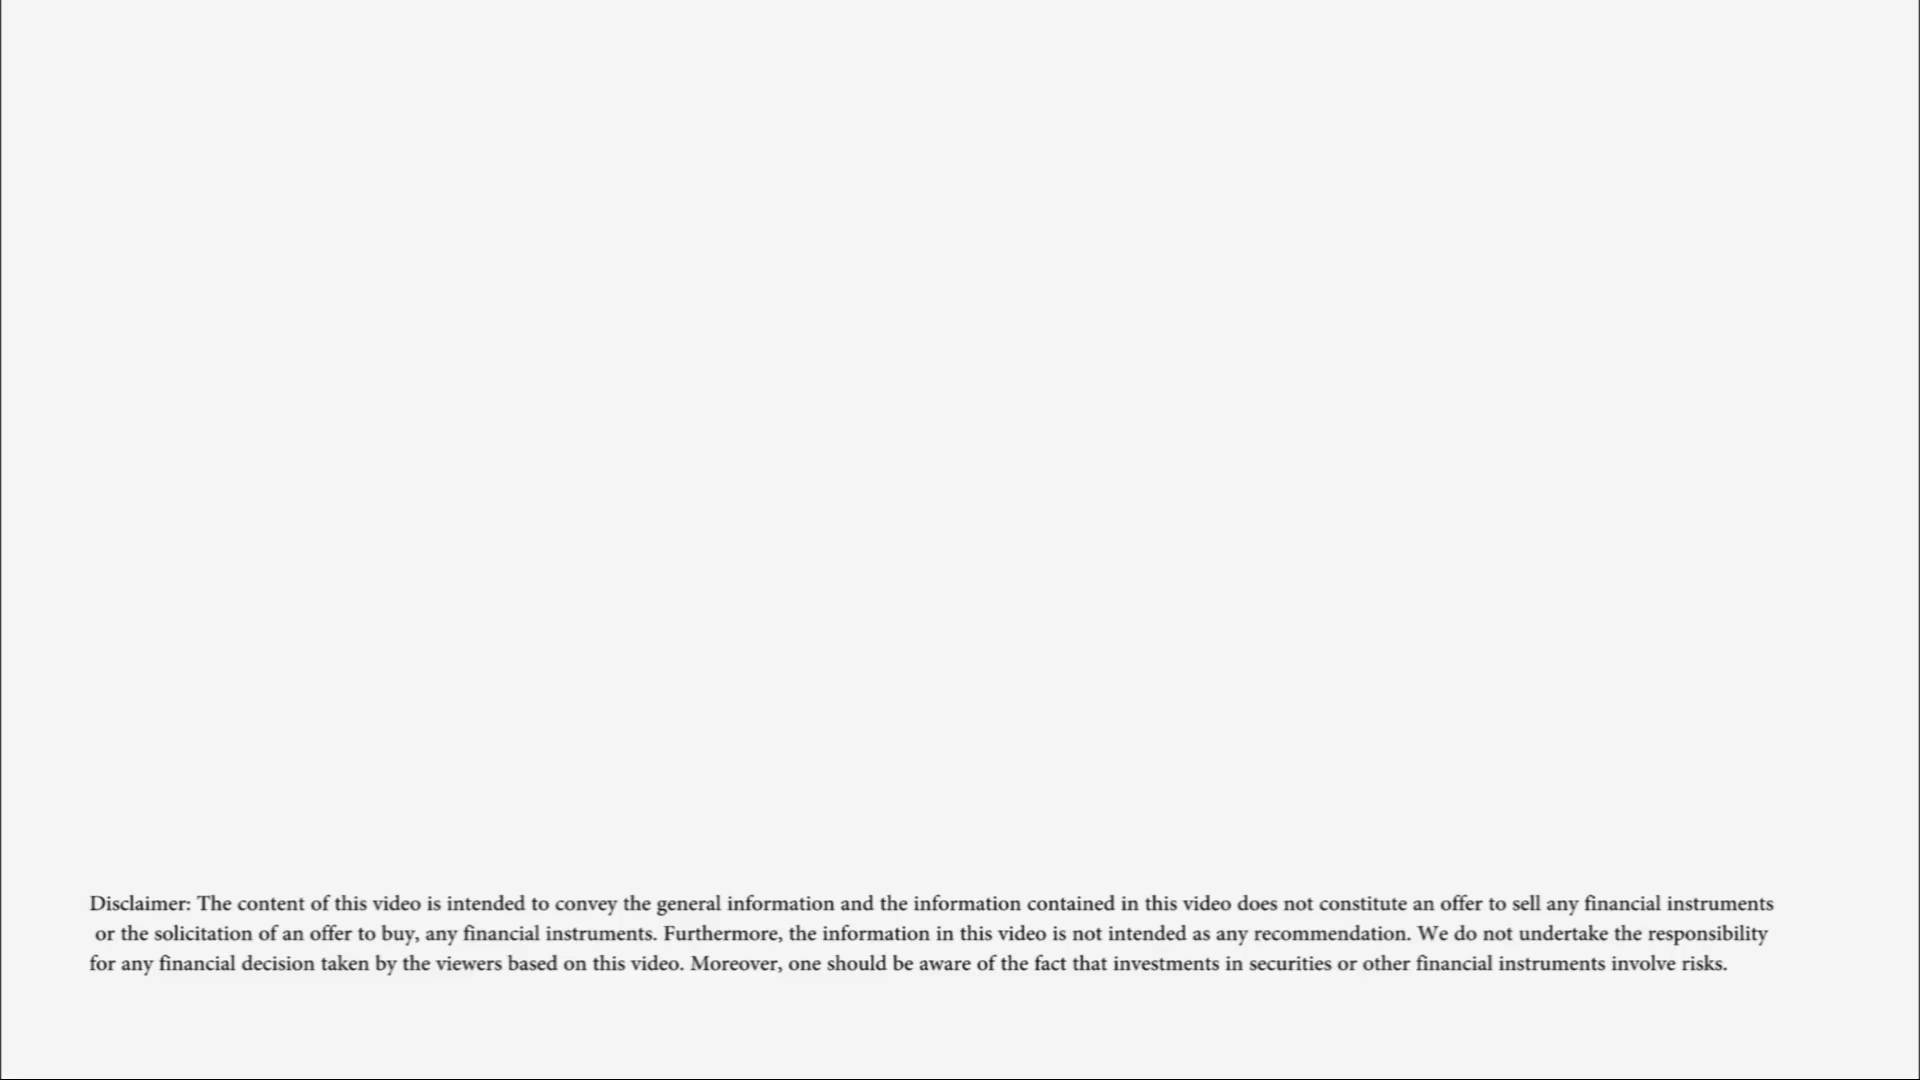 Disclaimer: The content of this video is intended to convey the general information and the information contained in this video does not constitute an offer to sell any financial instruments
or the solicitation of an offer to buy, any financial instruments. Furthermore, the information in this video is not intended as any recommendation. We do not undertake the responsibility
for any financial decision taken by the viewers based on this video. Moreover, one should be aware of the fact that investments in securities or other financial instruments involve risks.